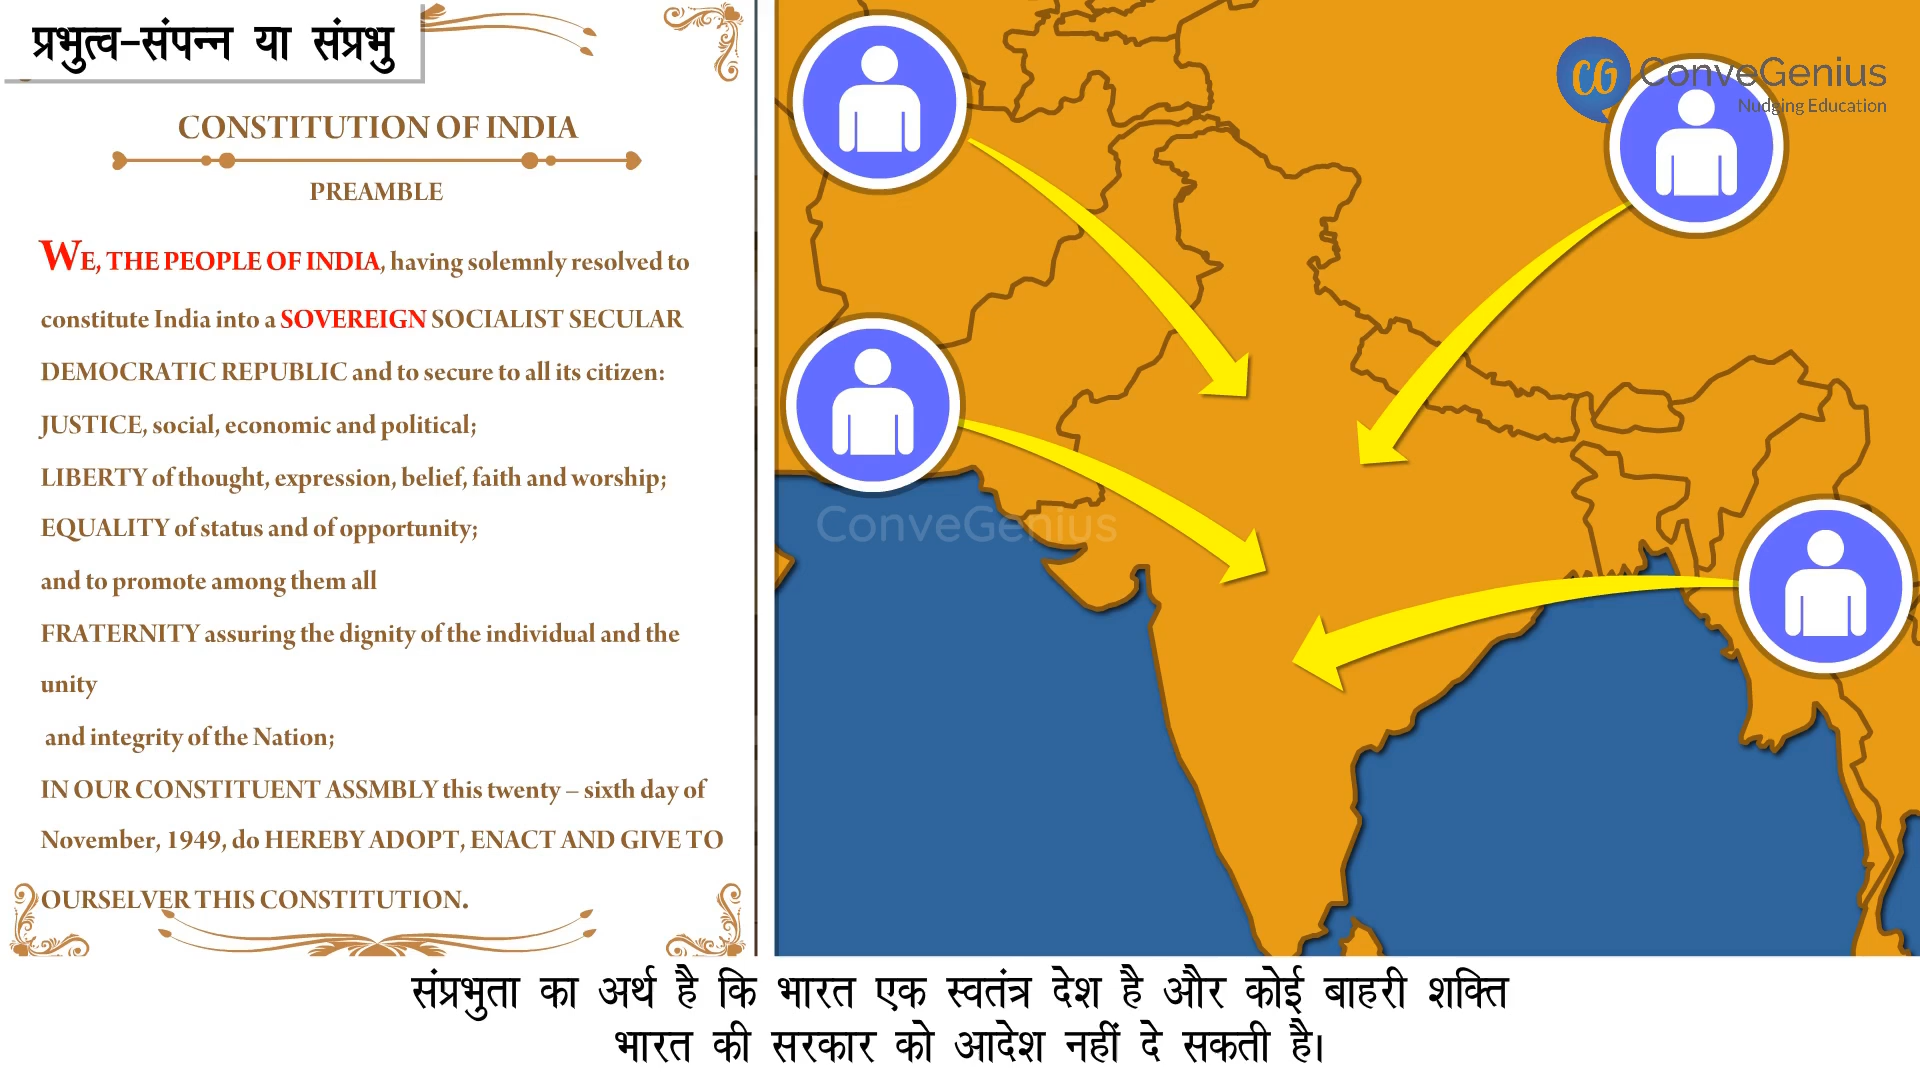 प्रभुत्व-संपन्न या संप्रभु
CONSTITUTION OF INDIA
PREAMBLE
WE, THE PEOPLE OF INDIA, having solemnly resolved to
constitute India into a SOVEREIGN SOCIALIST SECULAR
DEMOCRATIC REPUBLIC and to secure to all its citizen:
JUSTICE, social, economic and political;
LIBERTY of thought, expression, belief, faith and worship;
EQUALITY of status and of opportunity;
and to promote among them all
FRATERNITY assuring the dignity of the individual and the
unity
and integrity of the Nation;
IN OUR CONSTITUENT ASSMBLY this twenty – sixth day of
November, 1949, do HEREBY ADOPT, ENACT AND GIVE TO
OURSELVER THIS CONSTITUTION.
CG ConveGenius
Nudging Education
ConveGenius
संप्रभुता का अर्थ है कि भारत एक स्वतंत्र देश है और कोई बाहरी शक्ति
भारत की सरकार को आदेश नहीं दे सकती है।